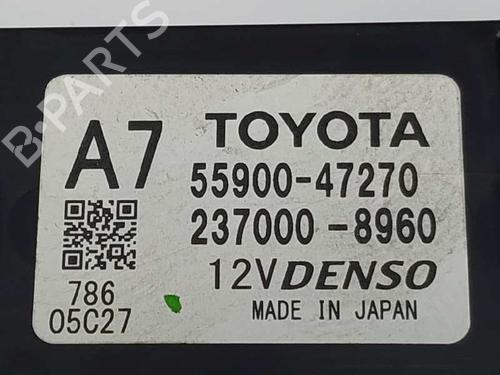 B-PARTS
A7
TOYOTA
55900-47270
237000-8960
12V DENSO
786
05C27
MADE IN JAPAN